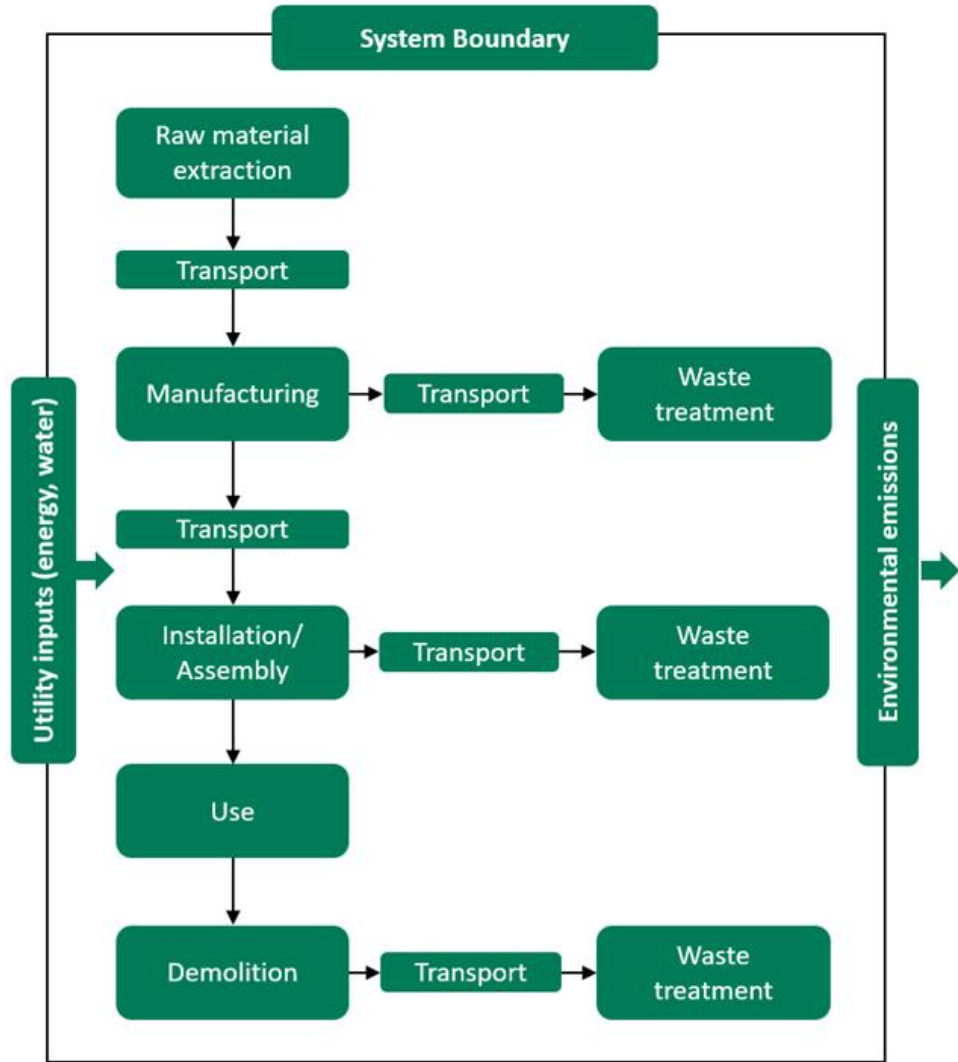 System Boundary
Raw material
extraction
Transport
Manufacturing
Transport
Waste
treatment
Transport
Installation/
Assembly
Transport
Waste
treatment
Use
Demolition
Transport
Waste
treatment
Utility inputs (energy, water)
Environmental emissions